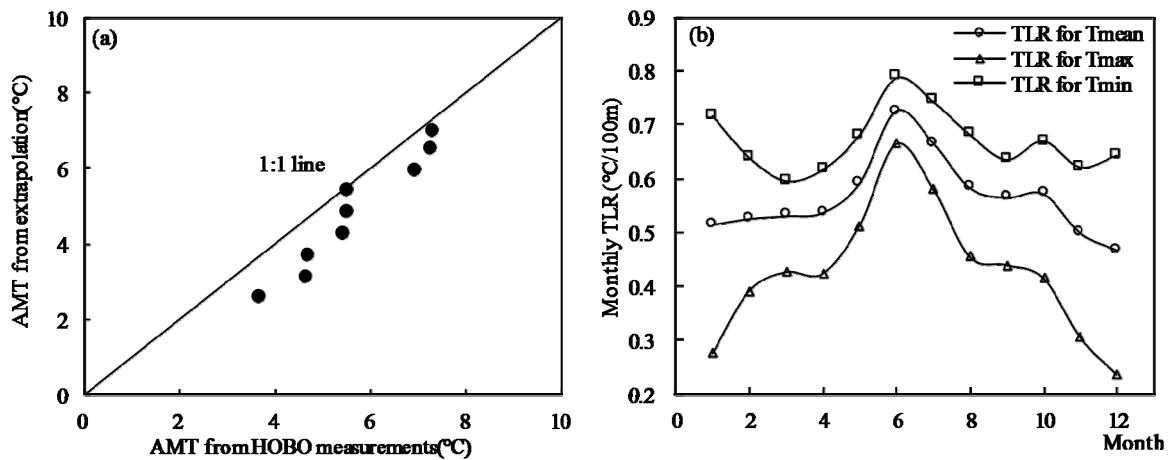 (a)
1:1 line
10
8
6
4
2
0
0 2 4 6 8 10
AMT from extrapolation(°C)
AMT from HOBO measurements(°C)
(b)
TLR for Tmean
TLR for Tmax
TLR for Tmin
0.9
0.8
0.7
0.6
0.5
0.4
0.3
0.2
0 2 4 6 8 10 12
Monthly TLR (°C/100m)
Month